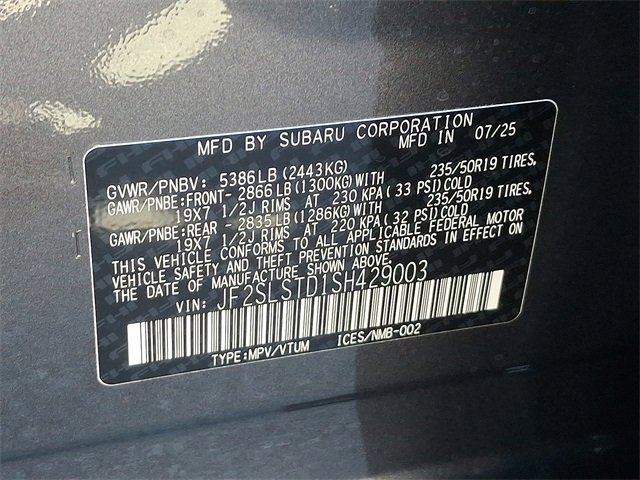 MFD BY SUBARU CORPORATION
MFD IN 07/25
GVWR/PNBV: 5386LB(2443KG)
GAWR/PNBE:FRONT- 2866LB(1300KG)WITH 235/50R19 TIRES,
19X7 1/2J RIMS AT 230 KPA(33 PSI)COLD
GAWR/PNBE:REAR - 2835LB(1286KG)WITH 235/50R19 TIRES,
19X7 1/2J RIMS AT 220 KPA(32 PSI)COLD
THIS VEHICLE CONFORMS TO ALL APPLICABLE FEDERAL MOTOR
VEHICLE SAFETY AND THEFT PREVENTION STANDARDS IN EFFECT ON
THE DATE OF MANUFACTURE SHOWN ABOVE.
VIN: JF2SLSTD1SH429003
TYPE:MPV/VTUM ICES/NMB-002